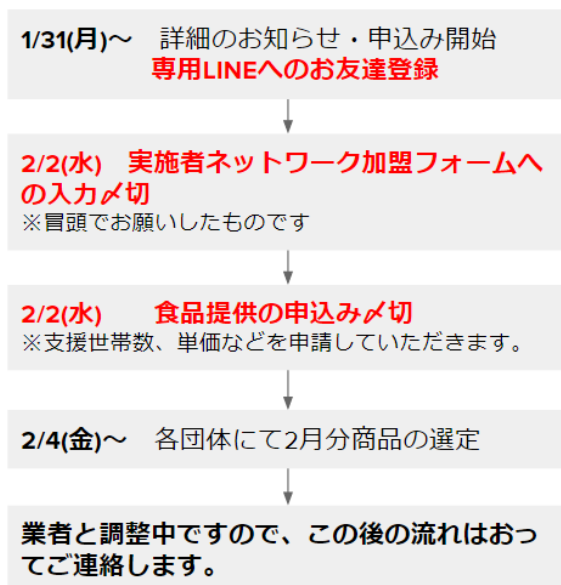 1/31(月)～　詳細のお知らせ・申込み開始
専用LINEへのお友達登録
2/2(水)　実施者ネットワーク加盟フォームへ
の入力〆切
※冒頭でお願いしたものです
2/2(水)　　食品提供の申込み〆切
※支援世帯数、単価などを申請していただきます。
2/4(金)～　各団体にて2月分商品の選定
業者と調整中ですので、この後の流れはおっ
てご連絡します。